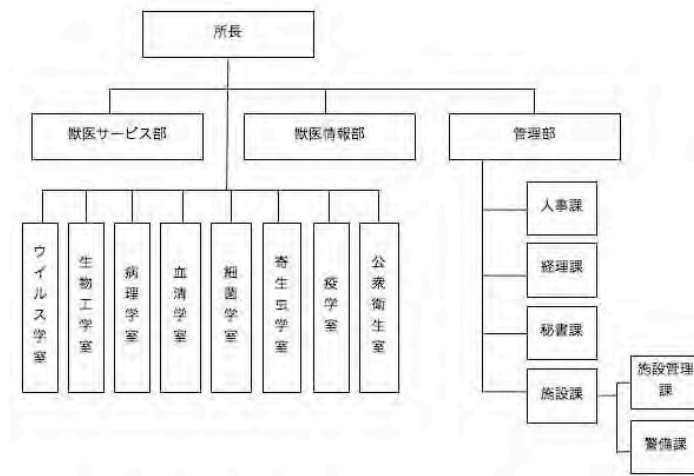 所長
獣医サービス部
獣医情報部
管理部
ウイルス学室
生物工学室
病理学室
血清学室
細菌学室
寄生虫学室
疫学室
公衆衛生室
人事課
経理課
秘書課
施設課
施設管理
課
警備課